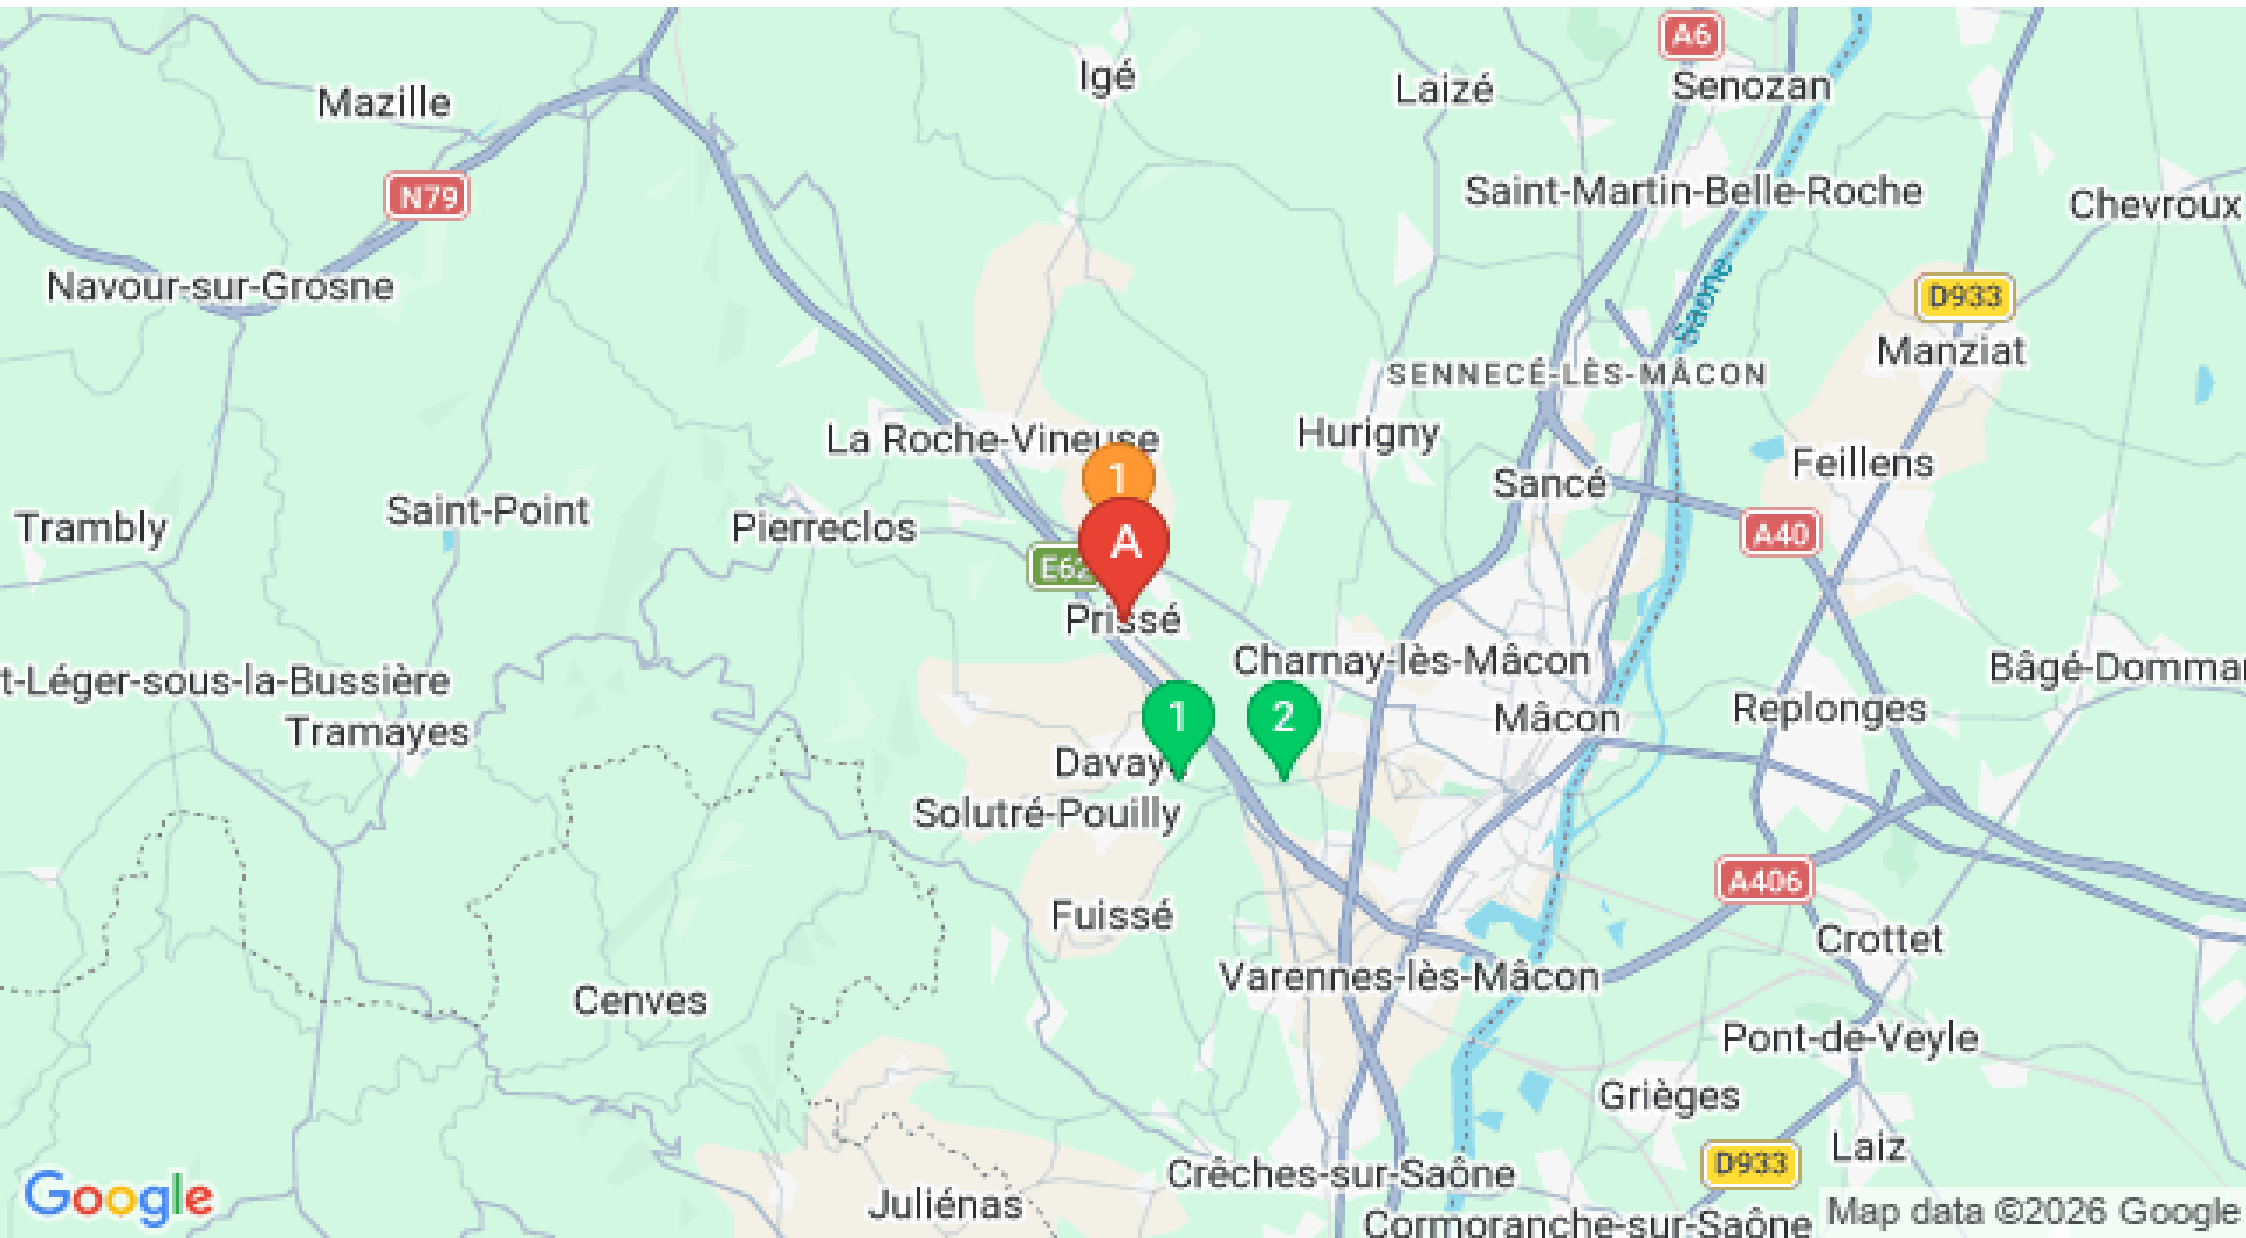 A6
Igé
Laizé
Senozan
Mazille
N79
Saint-Martin-Belle-Roche
Chevroux
Navour-sur-Grosne
Saône
D933
Manziat
SENNECÉ-LÈS-MÂCON
La Roche-Vineuse
Hurigny
Feillens
1
Sancé
Saint-Point
Trambly
Pierreclos
A40
A
E62
Prissé
Charnay-lès-Mâcon
Bâgé-Dommar
t-Léger-sous-la-Bussière
Replonges
1
2
Mâcon
Tramayes
Davayé
Solutré-Pouilly
A406
Fuissé
Crottet
Varennes-lès-Mâcon
Cenves
Pont-de-Veyle
Grièges
Laiz
D933
Crêches-sur-Saône
Juliénas
Google
Cormoranche-sur-Saône
Map data ©2026 Google